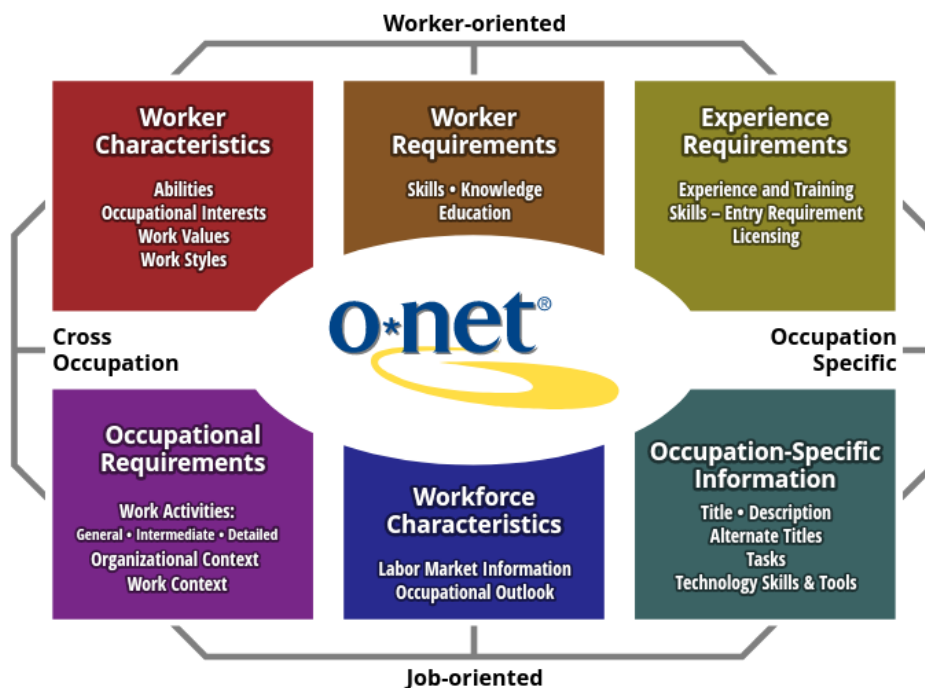 Worker-oriented
Worker
Characteristics
Abilities
Occupational Interests
Work Values
Work Styles
Worker
Requirements
Skills • Knowledge
Education
Experience
Requirements
Experience and Training
Skills – Entry Requirement
Licensing
o*net®
Cross
Occupation
Occupation
Specific
Occupational
Requirements
Work Activities:
General • Intermediate • Detailed
Organizational Context
Work Context
Workforce
Characteristics
Labor Market Information
Occupational Outlook
Occupation-Specific
Information
Title • Description
Alternate Titles
Tasks
Technology Skills & Tools
Job-oriented